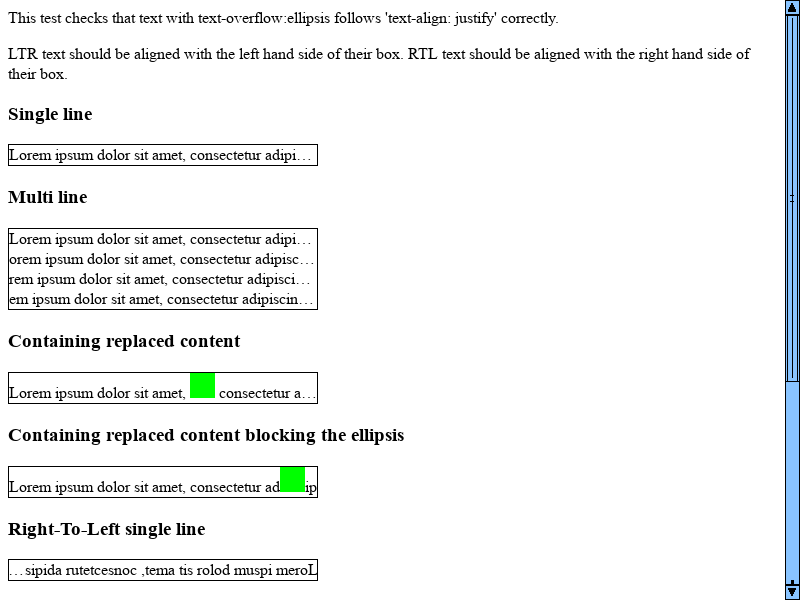 This test checks that text with text-overflow:ellipsis follows 'text-align: justify' correctly.
LTR text should be aligned with the left hand side of their box. RTL text should be aligned with the right hand side of
their box.
Single line
Lorem ipsum dolor sit amet, consectetur adipi…
Multi line
Lorem ipsum dolor sit amet, consectetur adipi…
orem ipsum dolor sit amet, consectetur adipisc…
rem ipsum dolor sit amet, consectetur adipisci…
em ipsum dolor sit amet, consectetur adipiscin…
Containing replaced content
Lorem ipsum dolor sit amet, consectetur a…
Containing replaced content blocking the ellipsis
Lorem ipsum dolor sit amet, consectetur ad ip
Right-To-Left single line
…sipida rutetcesnoc ,tema tis rolod muspi meroL